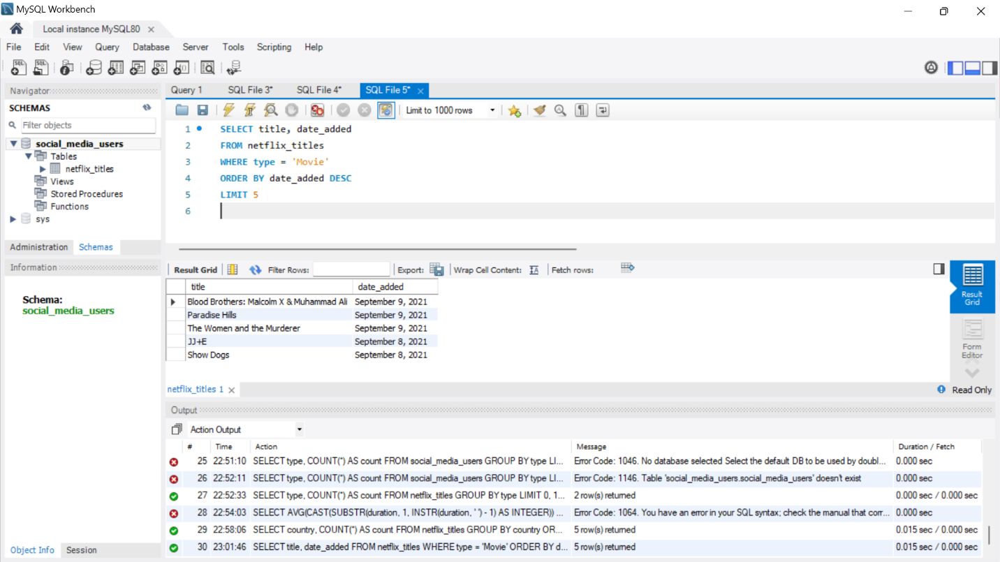 MySQL Workbench
Local instance MySQL80
File Edit View Query Database Server Tools Scripting Help
Navigator
SCHEMAS
Filter objects
social_media_users
Tables
netflix_titles
Views
Stored Procedures
Functions
sys
Administration Schemas
Information
Schema:
social_media_users
Object Info Session
Query 1 SQL File 3* SQL File 4* SQL File 5*
Limit to 1000 rows
1 SELECT title, date_added
2 FROM netflix_titles
3 WHERE type = 'Movie'
4 ORDER BY date_added DESC
5 LIMIT 5
6
Result Grid Filter Rows: Export: Wrap Cell Content: Fetch rows:
title date_added
Blood Brothers: Malcolm X & Muhammad Ali September 9, 2021
Paradise Hills September 9, 2021
The Women and the Murderer September 9, 2021
JJ+E September 8, 2021
Show Dogs September 8, 2021
Result
Grid
Form
Editor
netflix_titles 1
Read Only
Output
Action Output
# Time Action Message Duration / Fetch
25 22:51:10 SELECT type, COUNT(*) AS count FROM social_media_users GROUP BY type LI... Error Code: 1046. No database selected Select the default DB to be used by doubl... 0.000 sec
26 22:52:11 SELECT type, COUNT(*) AS count FROM social_media_users GROUP BY type LI... Error Code: 1146. Table 'social_media_users.social_media_users' doesn't exist 0.000 sec
27 22:52:33 SELECT type, COUNT(*) AS count FROM netflix_titles GROUP BY type LIMIT 0, 1... 2 row(s) returned 0.000 sec / 0.000 sec
28 22:54:03 SELECT AVG(CAST(SUBSTR(duration, 1, INSTR(duration, ' ') - 1) AS INTEGER)) ... Error Code: 1064. You have an error in your SQL syntax; check the manual that corr... 0.000 sec
29 22:58:06 SELECT country, COUNT(*) AS count FROM netflix_titles GROUP BY country OR... 5 row(s) returned 0.015 sec / 0.000 sec
30 23:01:46 SELECT title, date_added FROM netflix_titles WHERE type = 'Movie' ORDER BY d... 5 row(s) returned 0.015 sec / 0.000 sec